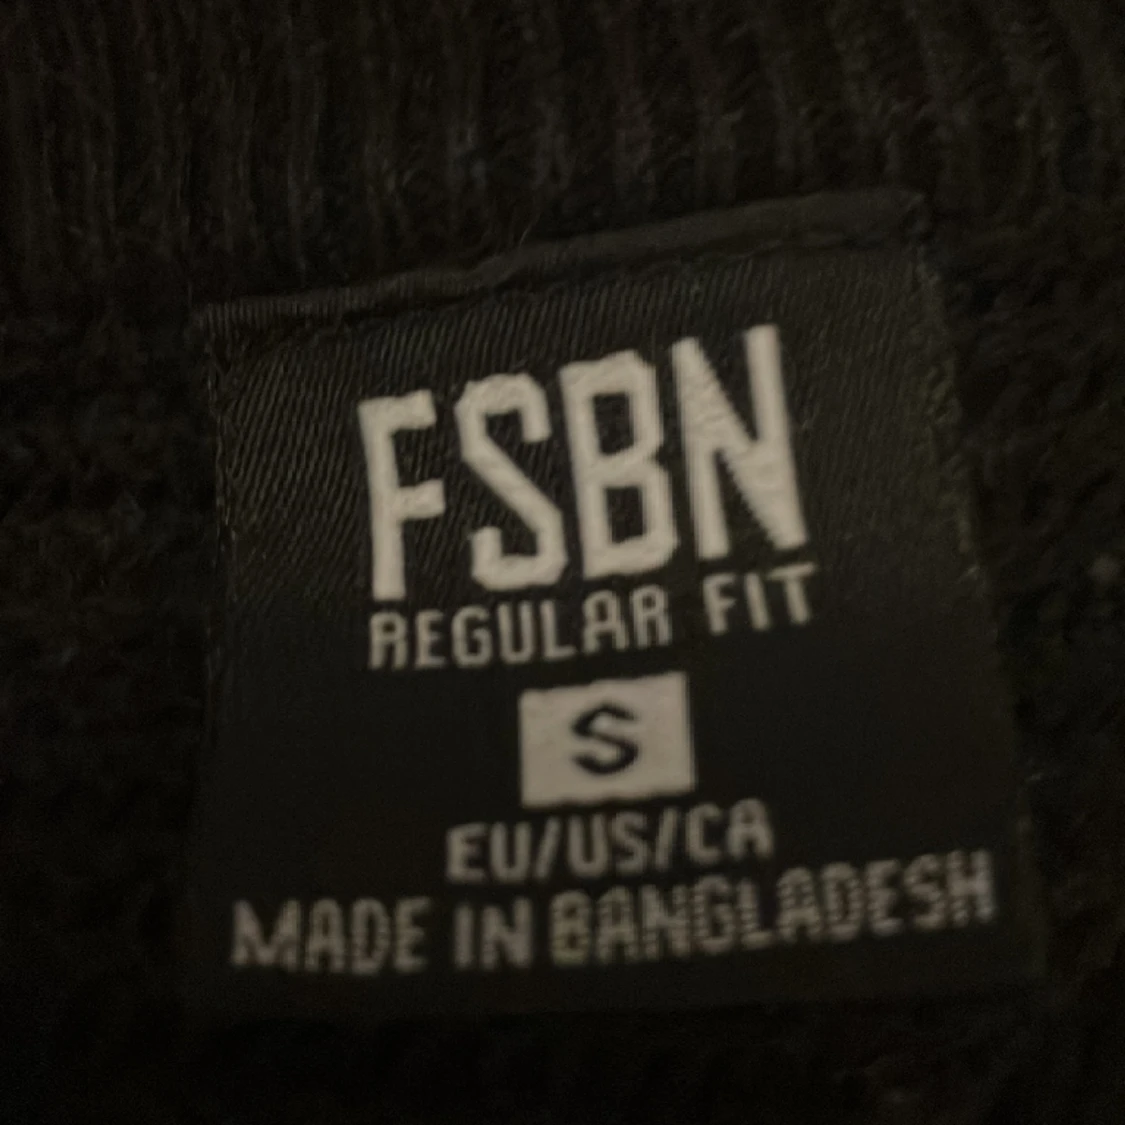 FSBN
REGULAR FIT
S
EU/US/CA
MADE IN BANGLADESH